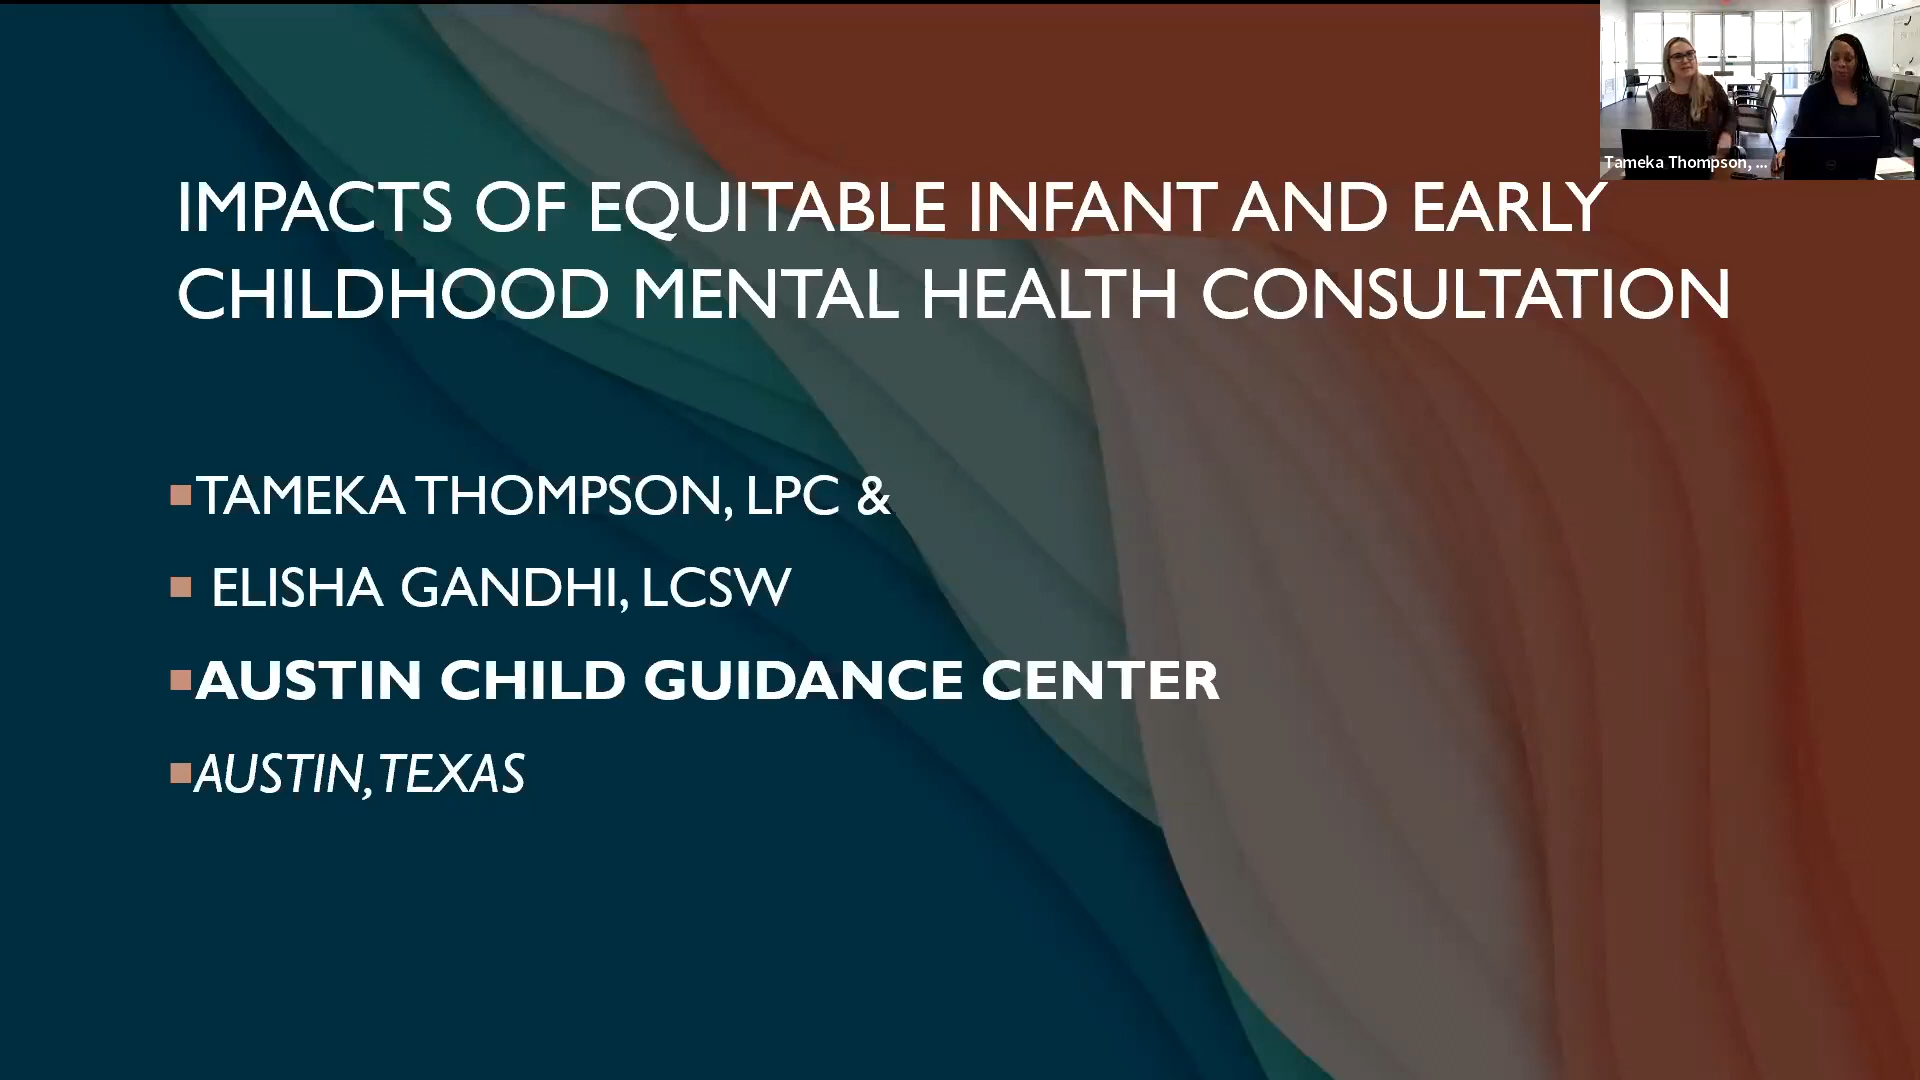 IMPACTS OF EQUITABLE INFANT AND EARLY
CHILDHOOD MENTAL HEALTH CONSULTATION
TAMEKA THOMPSON, LPC &
ELISHA GANDHI, LCSW
AUSTIN CHILD GUIDANCE CENTER
AUSTIN, TEXAS
Tameka Thompson, ...